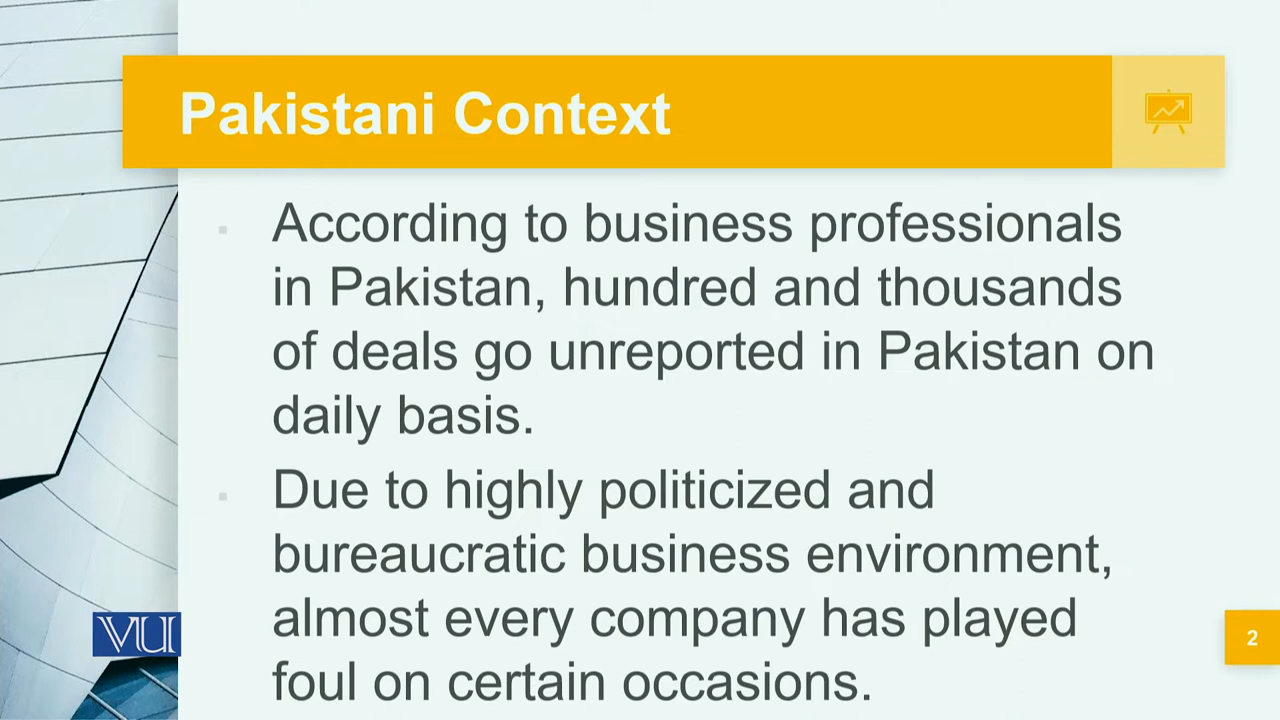 Pakistani Context
According to business professionals
in Pakistan, hundred and thousands
of deals go unreported in Pakistan on
daily basis.
Due to highly politicized and
bureaucratic business environment,
almost every company has played
foul on certain occasions.
VU
2